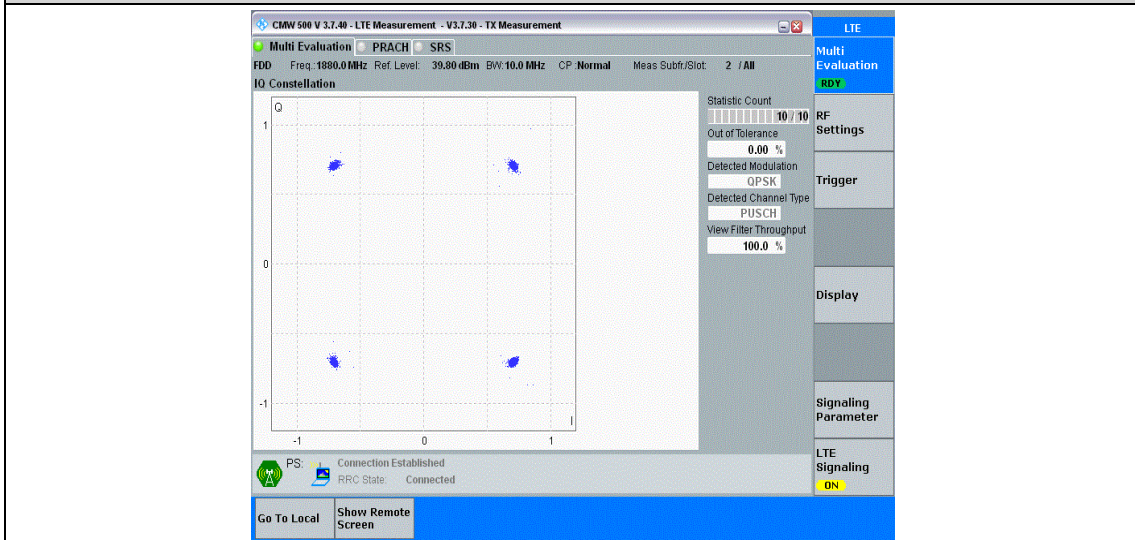 CMW 500 V 3.7.40 - LTE Measurement - V3.7.30 - TX Measurement
LTE
Multi Evaluation PRACH SRS
Multi
Evaluation
RDY
FDD Freq.: 1880.0 MHz Ref. Level: 39.80 dBm BW: 10.0 MHz CP : Normal Meas Subfr./Slot: 2 / All
IQ Constellation
Q
1
0
-1
-1 0 1
I
Statistic Count
10 / 10
Out of Tolerance
0.00 %
Detected Modulation
QPSK
Detected Channel Type
PUSCH
View Filter Throughput
100.0 %
RF
Settings
Trigger
Display
Signaling
Parameter
LTE
Signaling
ON
PS: Connection Established
RRC State: Connected
Go To Local
Show Remote
Screen